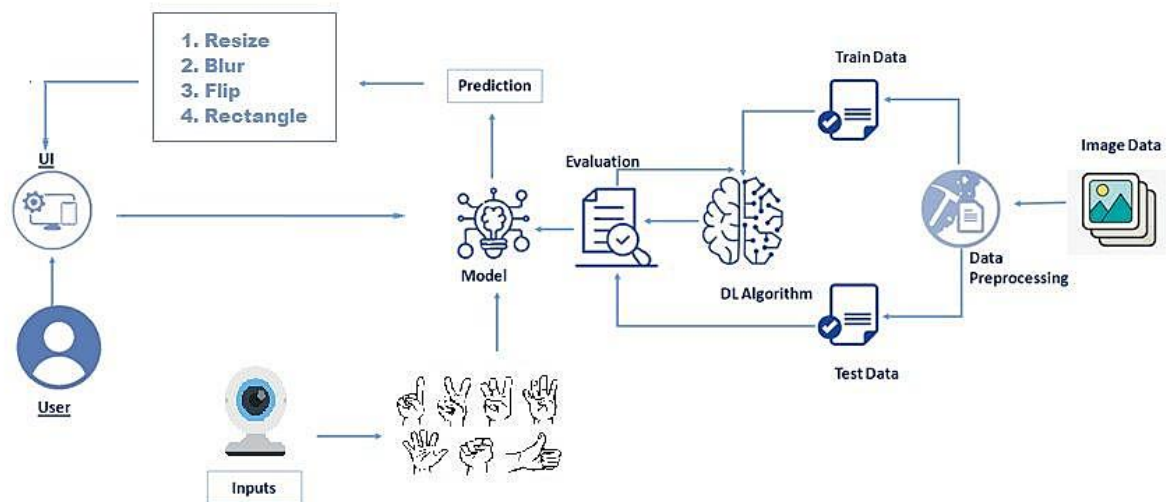 1. Resize
2. Blur
3. Flip
4. Rectangle
Prediction
Train Data
UI
Evaluation
Image Data
Model
DL Algorithm
Data
Preprocessing
User
Test Data
Inputs